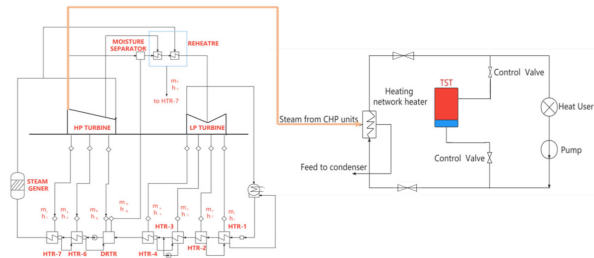 MOISTURE
SEPARATOR
REHEATRE
to HTR-7
HP TURBINE
LP TURBINE
Steam from CHP units
Heating
network heater
TST
Control Valve
Heat User
Pump
Control Valve
Feed to condenser
STEAM
GENER
HTR-7
HTR-6
DRTR
HTR-4
HTR-3
HTR-2
HTR-1